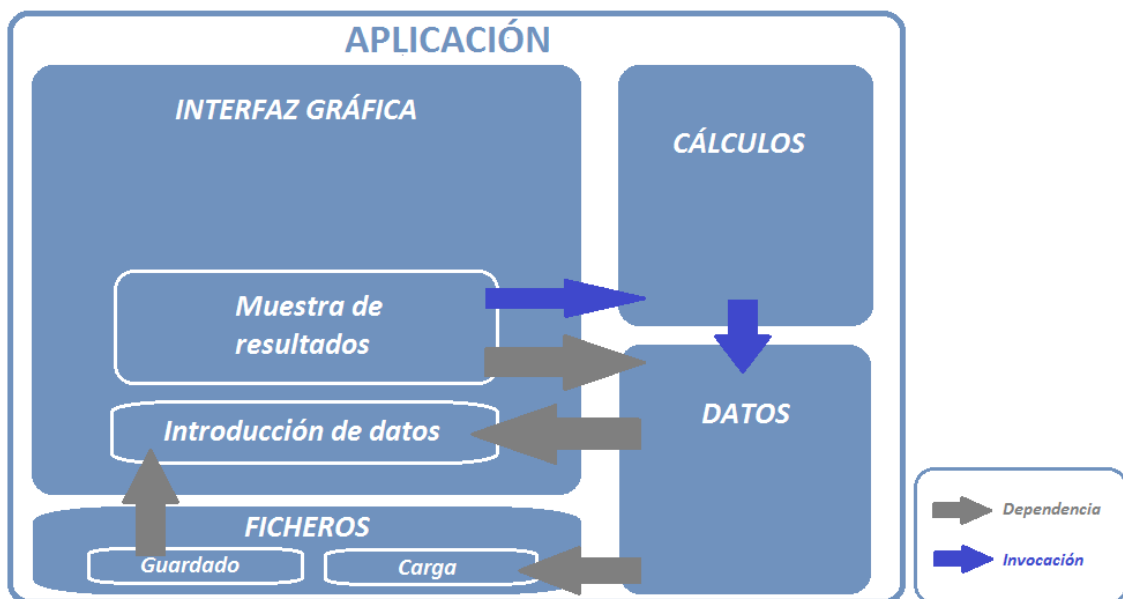 APLICACIÓN
INTERFAZ GRÁFICA
CÁLCULOS
Muestra de
resultados
DATOS
Introducción de datos
FICHEROS
Guardado
Carga
Dependencia
Invocación